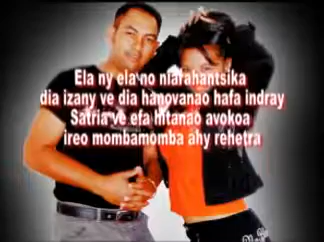 Ela ny ela no niarahantsika
dia izany ve dia hanovanao hafa indray
Satria ve efa hitanao avokoa
ireo mombamomba ahy rehetra